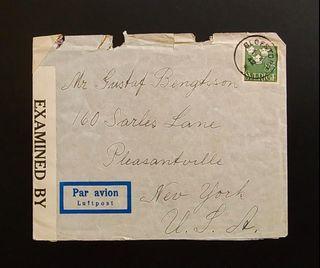 Mr Gustaf Bengtsson
160 Sarles Lane
Pleasantville
New York
U. S. A.
EXAMINED BY
Par avion
Luftpost
SVERIGE